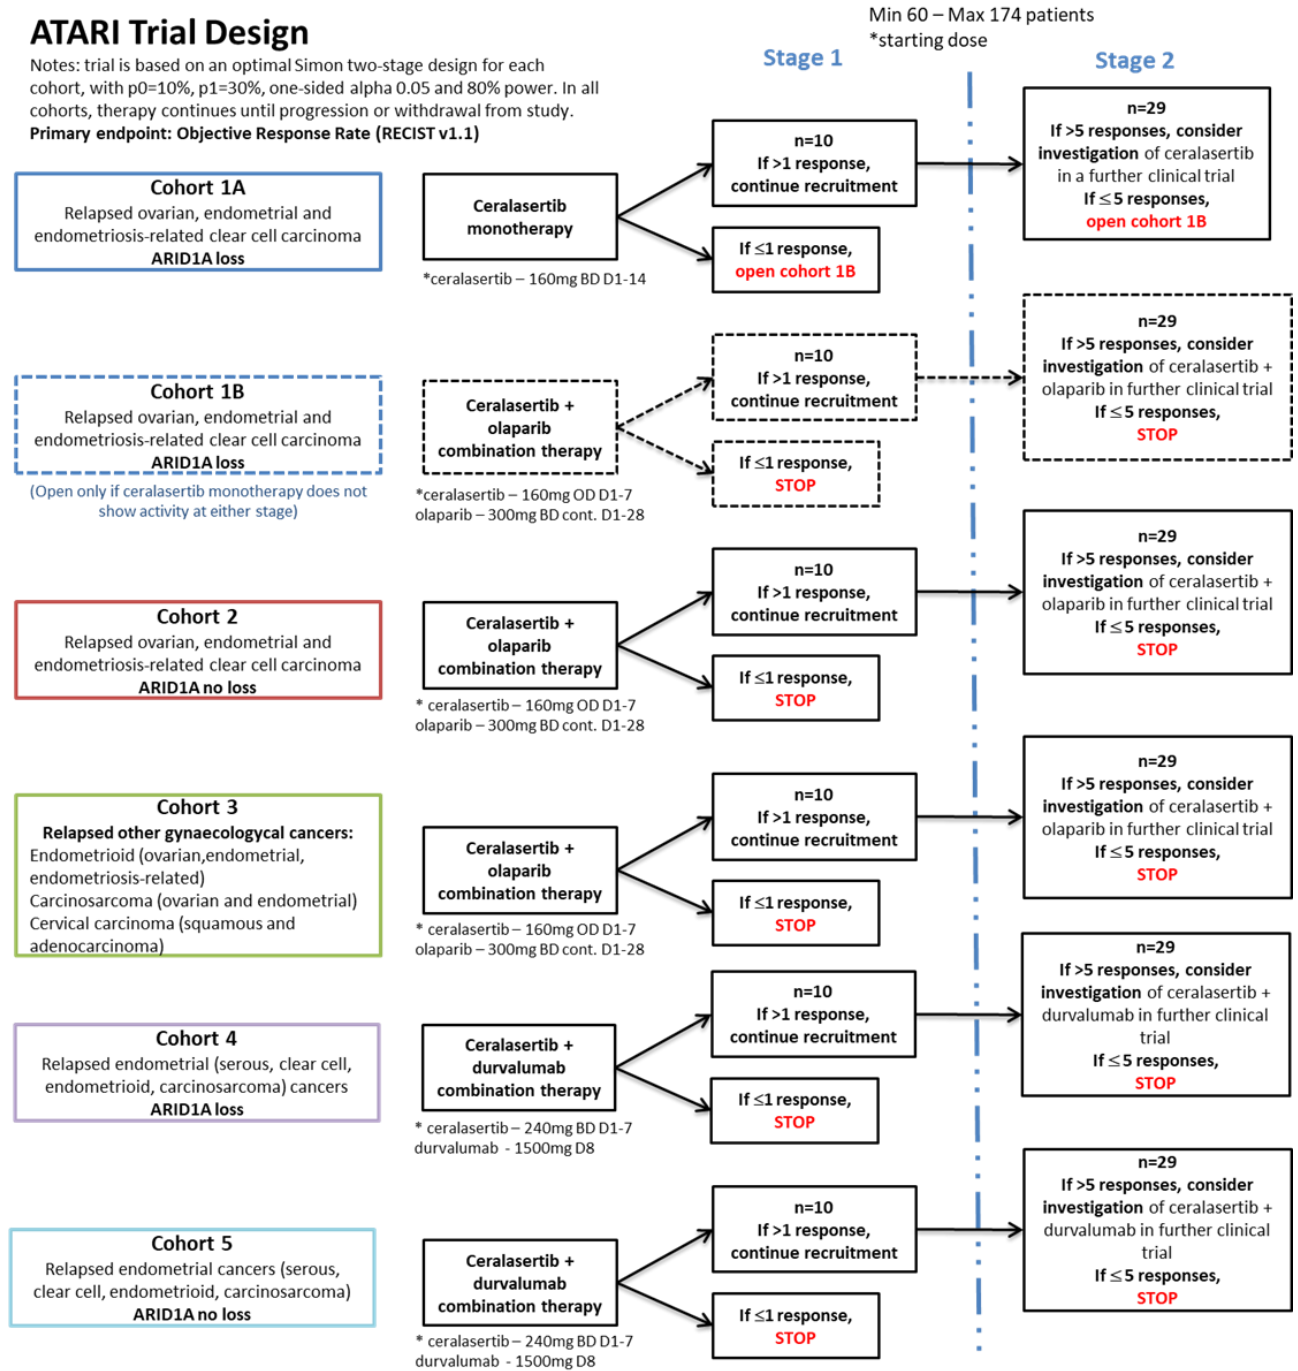 ATARI Trial Design
Notes: trial is based on an optimal Simon two-stage design for each
cohort, with p0=10%, p1=30%, one-sided alpha 0.05 and 80% power. In all
cohorts, therapy continues until progression or withdrawal from study.
Primary endpoint: Objective Response Rate (RECIST v1.1)
Min 60 – Max 174 patients
*starting dose
Stage 1
Stage 2
Cohort 1A
Relapsed ovarian, endometrial and
endometriosis-related clear cell carcinoma
ARID1A loss
Ceralasertib
monotherapy
*ceralasertib – 160mg BD D1-14
n=10
If >1 response,
continue recruitment
If ≤1 response,
open cohort 1B
n=29
If >5 responses, consider
investigation of ceralasertib
in a further clinical trial
If ≤ 5 responses,
open cohort 1B
Cohort 1B
Relapsed ovarian, endometrial and
endometriosis-related clear cell carcinoma
ARID1A loss
(Open only if ceralasertib monotherapy does not
show activity at either stage)
Ceralasertib +
olaparib
combination therapy
*ceralasertib – 160mg OD D1-7
olaparib – 300mg BD cont. D1-28
n=10
If >1 response,
continue recruitment
If ≤1 response,
STOP
n=29
If >5 responses, consider
investigation of ceralasertib +
olaparib in further clinical trial
If ≤ 5 responses,
STOP
Cohort 2
Relapsed ovarian, endometrial and
endometriosis-related clear cell carcinoma
ARID1A no loss
Ceralasertib +
olaparib
combination therapy
* ceralasertib – 160mg OD D1-7
olaparib – 300mg BD cont. D1-28
n=10
If >1 response,
continue recruitment
If ≤1 response,
STOP
n=29
If >5 responses, consider
investigation of ceralasertib +
olaparib in further clinical trial
If ≤ 5 responses,
STOP
Cohort 3
Relapsed other gynaecologycal cancers:
Endometrioid (ovarian,endometrial,
endometriosis-related)
Carcinosarcoma (ovarian and endometrial)
Cervical carcinoma (squamous and
adenocarcinoma)
Ceralasertib +
olaparib
combination therapy
* ceralasertib – 160mg OD D1-7
olaparib – 300mg BD cont. D1-28
n=10
If >1 response,
continue recruitment
If ≤1 response,
STOP
n=29
If >5 responses, consider
investigation of ceralasertib +
olaparib in further clinical trial
If ≤ 5 responses,
STOP
Cohort 4
Relapsed endometrial (serous, clear cell,
endometrioid, carcinosarcoma) cancers
ARID1A loss
Ceralasertib +
durvalumab
combination therapy
* ceralasertib – 240mg BD D1-7
durvalumab - 1500mg D8
n=10
If >1 response,
continue recruitment
If ≤1 response,
STOP
n=29
If >5 responses, consider
investigation of ceralasertib +
durvalumab in further clinical
trial
If ≤ 5 responses,
STOP
Cohort 5
Relapsed endometrial cancers (serous,
clear cell, endometrioid, carcinosarcoma)
ARID1A no loss
Ceralasertib +
durvalumab
combination therapy
* ceralasertib – 240mg BD D1-7
durvalumab - 1500mg D8
n=10
If >1 response,
continue recruitment
If ≤1 response,
STOP
n=29
If >5 responses, consider
investigation of ceralasertib +
durvalumab in further clinical
trial
If ≤ 5 responses,
STOP